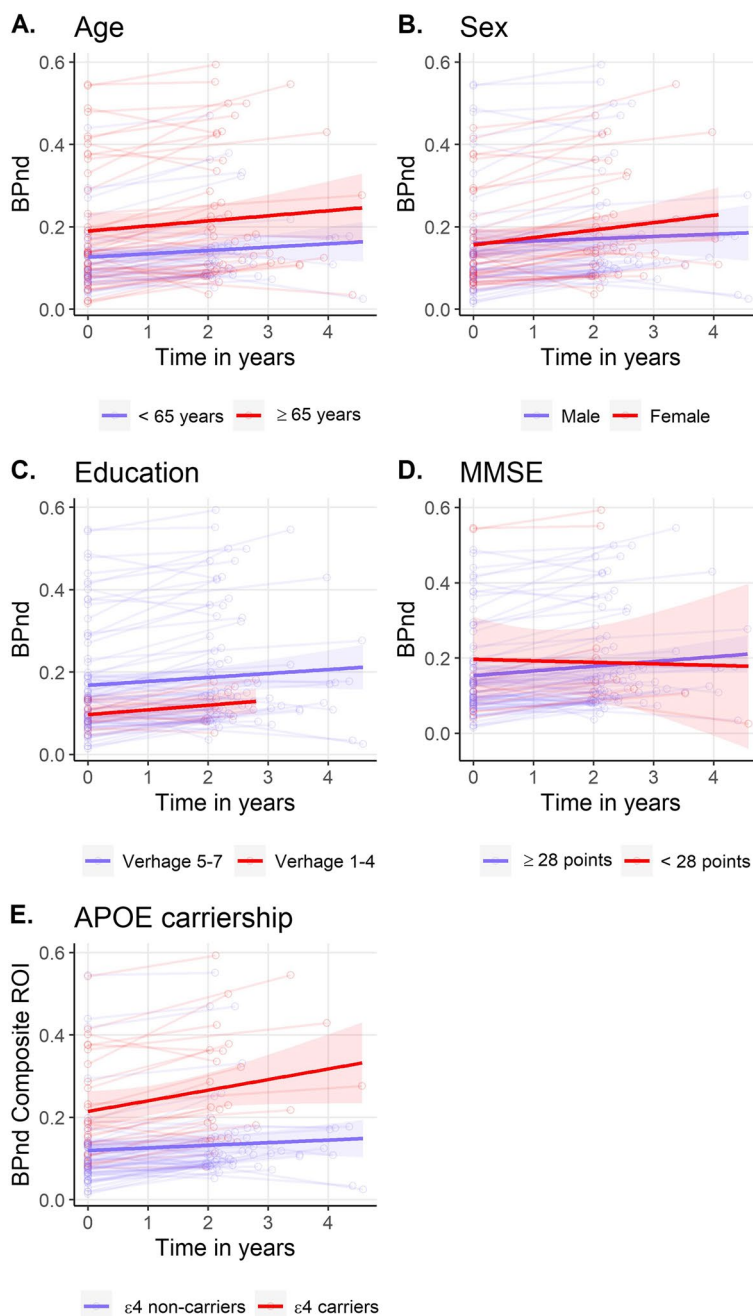 A. Age
0.6
0.4
0.2
0.0
BPnd
0 1 2 3 4
Time in years
< 65 years ≥ 65 years
B. Sex
0.6
0.4
0.2
0.0
BPnd
0 1 2 3 4
Time in years
Male Female
C. Education
0.6
0.4
0.2
0.0
BPnd
0 1 2 3 4
Time in years
Verhage 5-7 Verhage 1-4
D. MMSE
0.6
0.4
0.2
0.0
BPnd
0 1 2 3 4
Time in years
≥ 28 points < 28 points
E. APOE carriership
0.6
0.4
0.2
0.0
BPnd Composite ROI
0 1 2 3 4
Time in years
ε4 non-carriers ε4 carriers